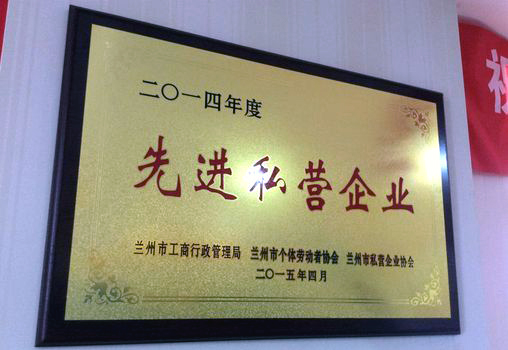 二〇一四年度
先进私营企业
兰州市工商行政管理局 兰州市个体劳动者协会 兰州市私营企业协会
二〇一五年四月
祝